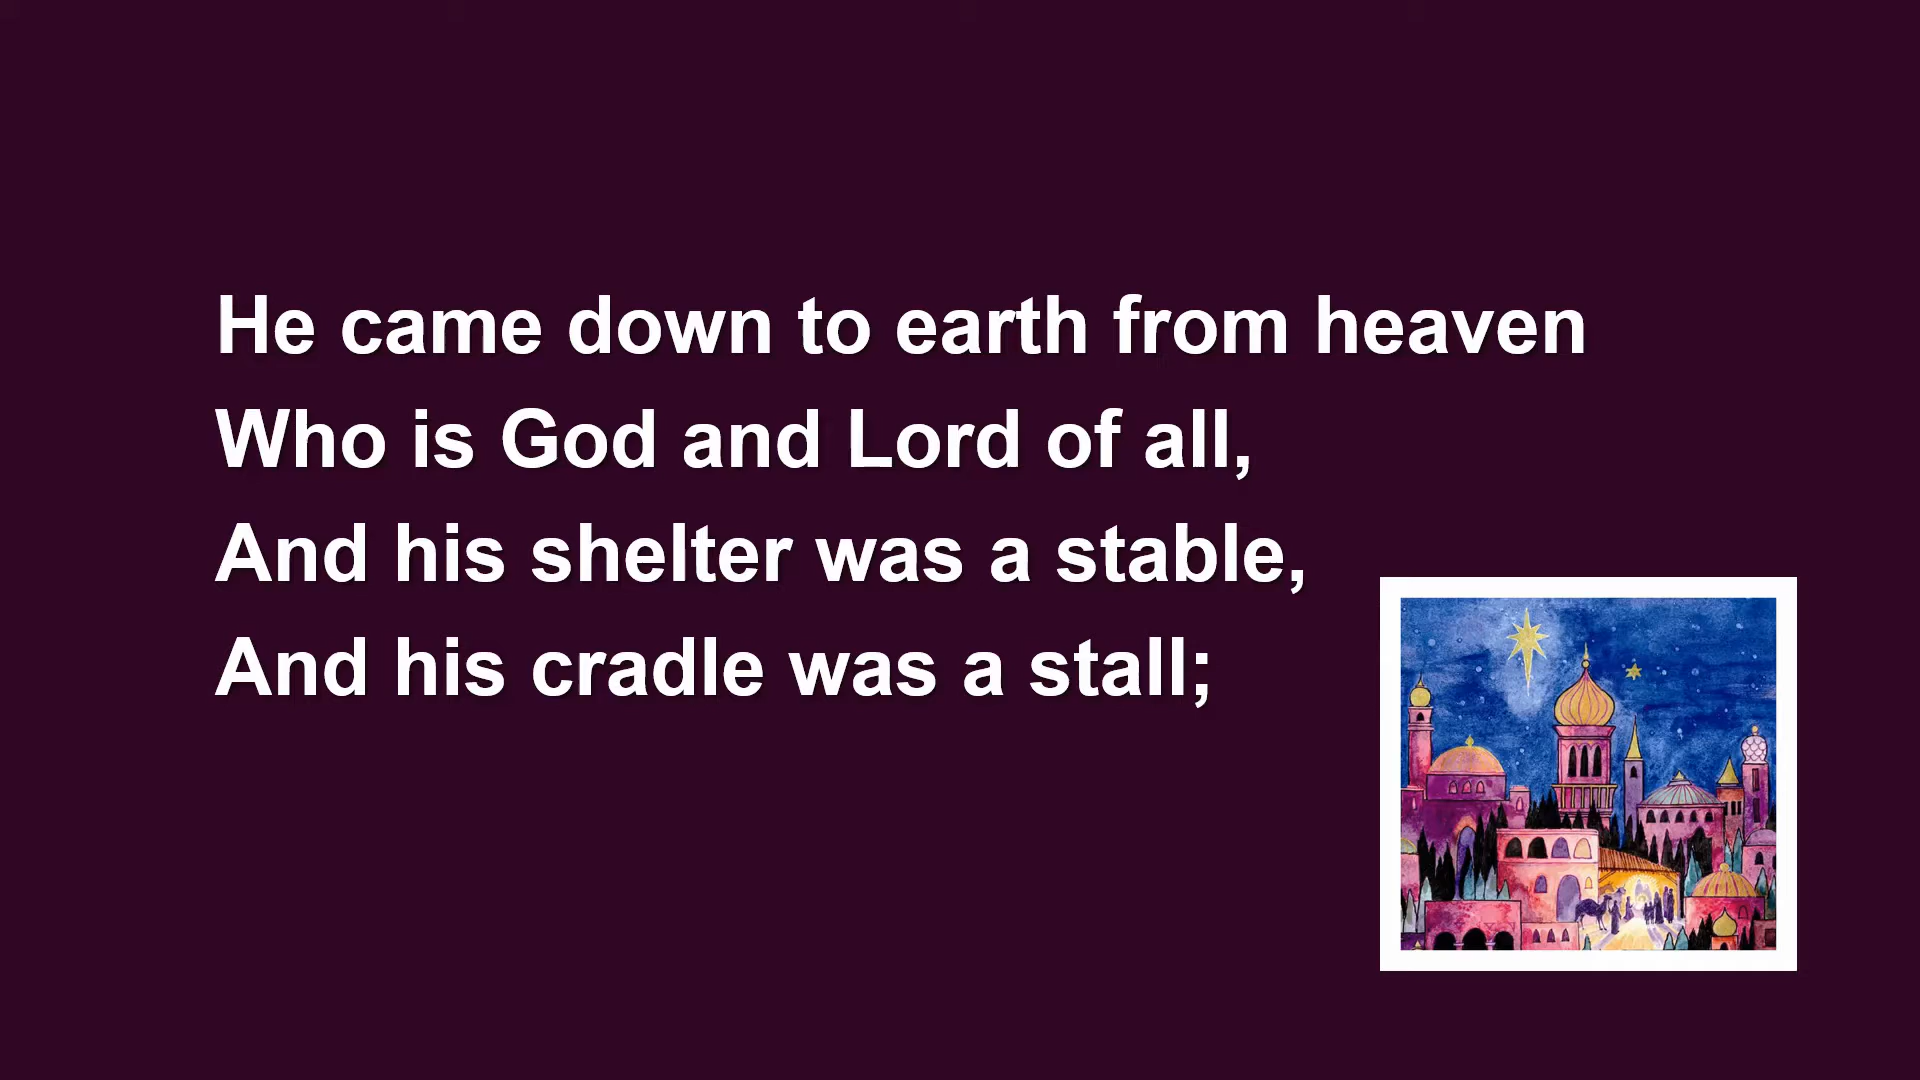 He came down to earth from heaven
Who is God and Lord of all,
And his shelter was a stable,
And his cradle was a stall;